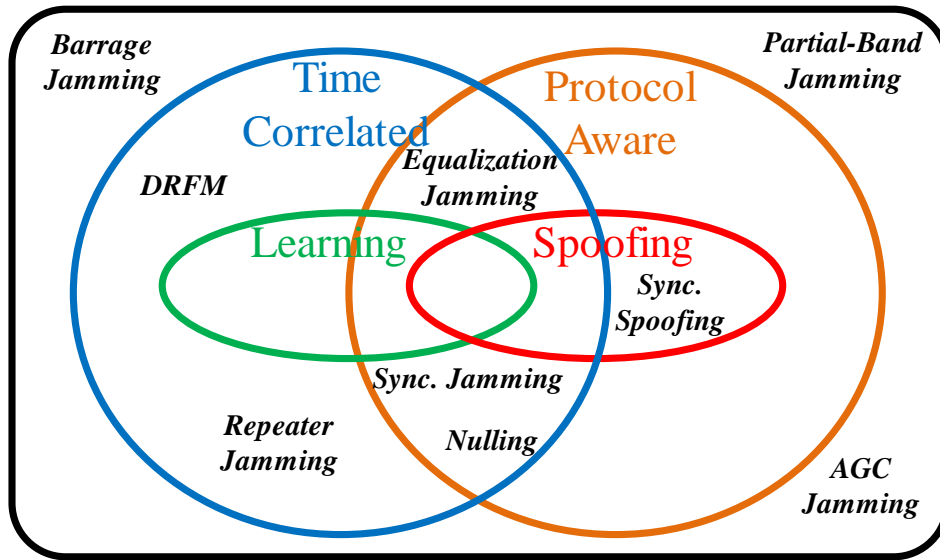 Barrage
Jamming
Partial-Band
Jamming
Time
Correlated
Protocol
Aware
Equalization
Jamming
DRFM
Learning
Spoofing
Sync.
Spoofing
Sync. Jamming
Repeater
Jamming
Nulling
AGC
Jamming